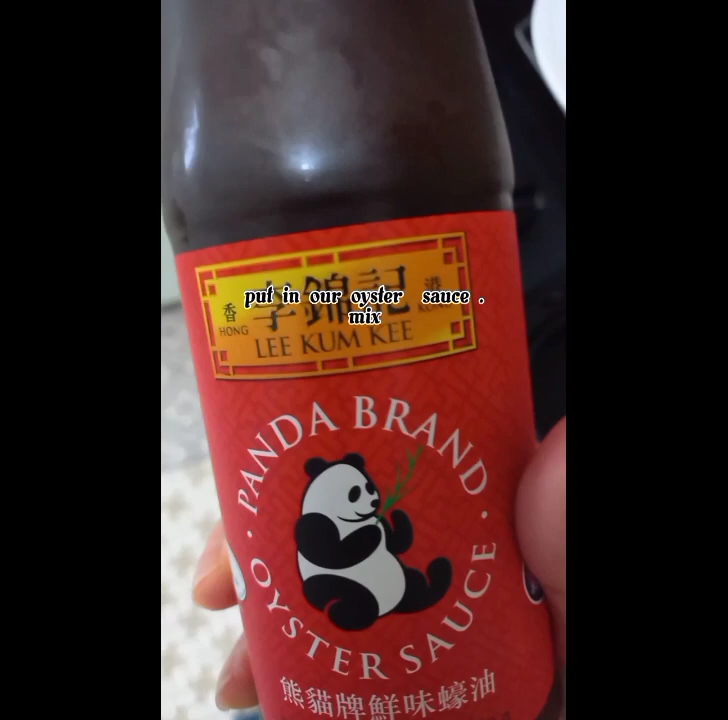 put in our oyster sauce .
mix
香 李錦記 港
HONG KONG
LEE KUM KEE
PANDA BRAND
OYSTER SAUCE
熊貓牌鮮味蠔油